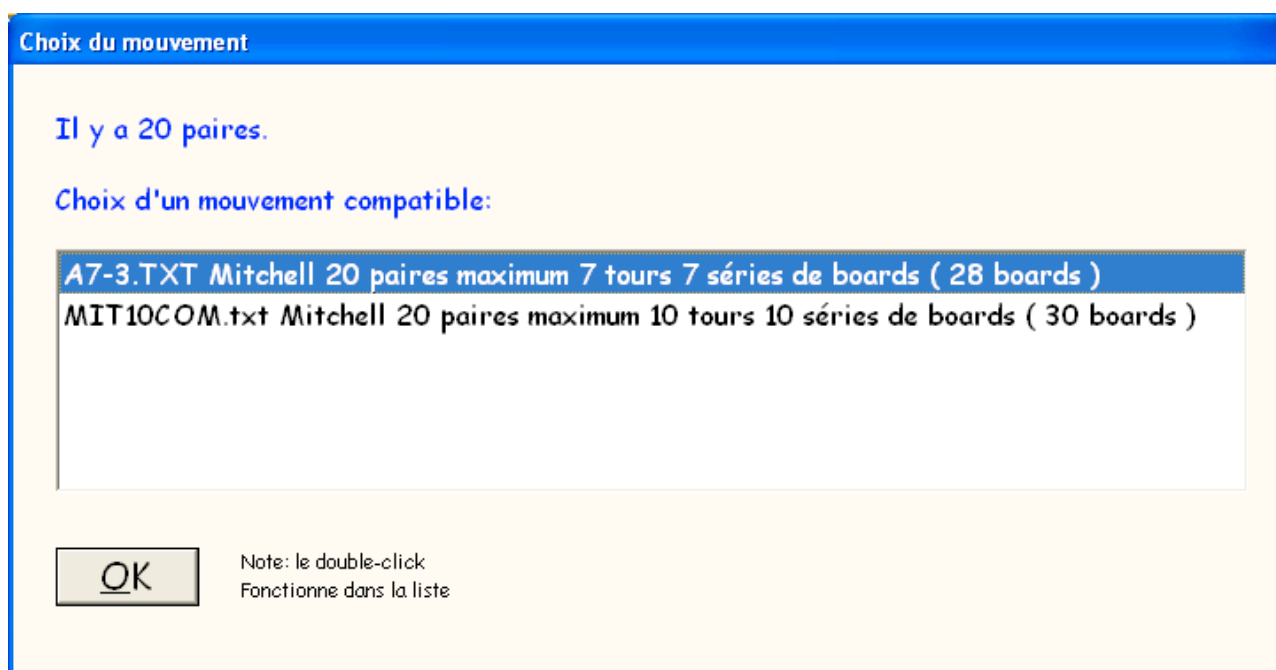 Choix du mouvement
Il y a 20 paires.
Choix d'un mouvement compatible:
A7-3.TXT Mitchell 20 paires maximum 7 tours 7 séries de boards ( 28 boards )
MIT10COM.txt Mitchell 20 paires maximum 10 tours 10 séries de boards ( 30 boards )
OK
Note: le double-click
Fonctionne dans la liste